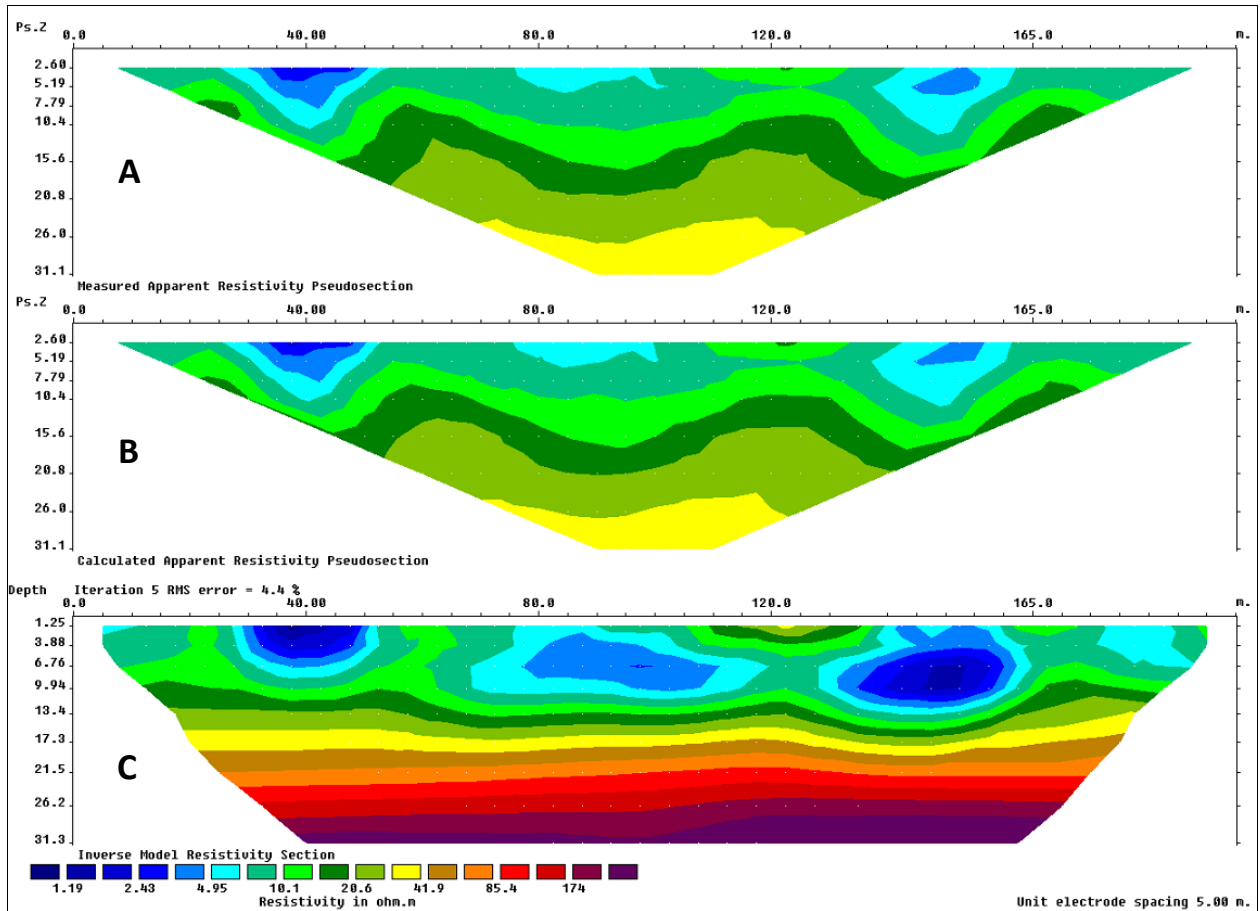 Ps.Z 0.0 40.00 80.0 120.0 165.0 m.
2.60
5.19
7.79
10.4
15.6
20.8
26.0
31.1
A
Measured Apparent Resistivity Pseudosection
Ps.Z 0.0 40.00 80.0 120.0 165.0 m.
2.60
5.19
7.79
10.4
15.6
20.8
26.0
31.1
B
Calculated Apparent Resistivity Pseudosection
Depth Iteration 5 RMS error = 4.4 %
0.0 40.00 80.0 120.0 165.0 m.
1.25
3.88
6.76
9.94
13.4
17.3
21.5
26.2
31.3
C
Inverse Model Resistivity Section
1.19 2.43 4.95 10.1 20.6 41.9 85.4 174
Resistivity in ohm.m Unit electrode spacing 5.00 m.